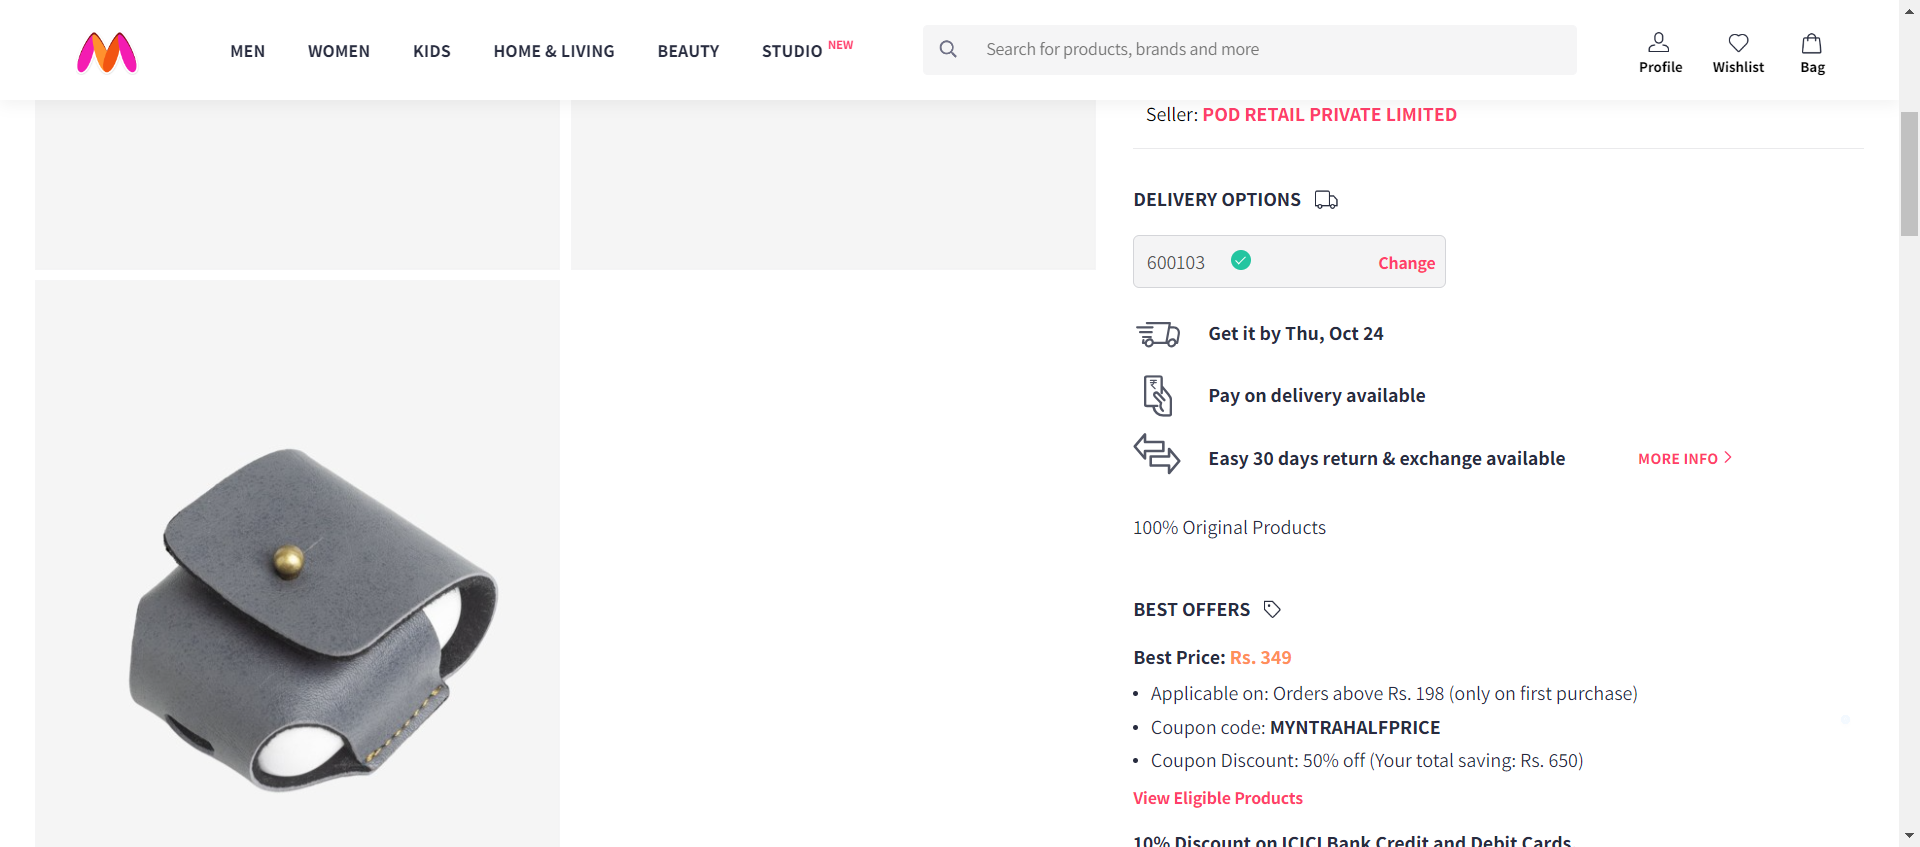 MEN
WOMEN
KIDS
HOME & LIVING
BEAUTY
STUDIO NEW
Search for products, brands and more
Profile
Wishlist
Bag
Seller: POD RETAIL PRIVATE LIMITED
DELIVERY OPTIONS
600103
Change
Get it by Thu, Oct 24
Pay on delivery available
Easy 30 days return & exchange available
MORE INFO
100% Original Products
BEST OFFERS
Best Price: Rs. 349
• Applicable on: Orders above Rs. 198 (only on first purchase)
• Coupon code: MYNTRAHALFPRICE
• Coupon Discount: 50% off (Your total saving: Rs. 650)
View Eligible Products
10% Discount on ICICI Bank Credit and Debit Cards